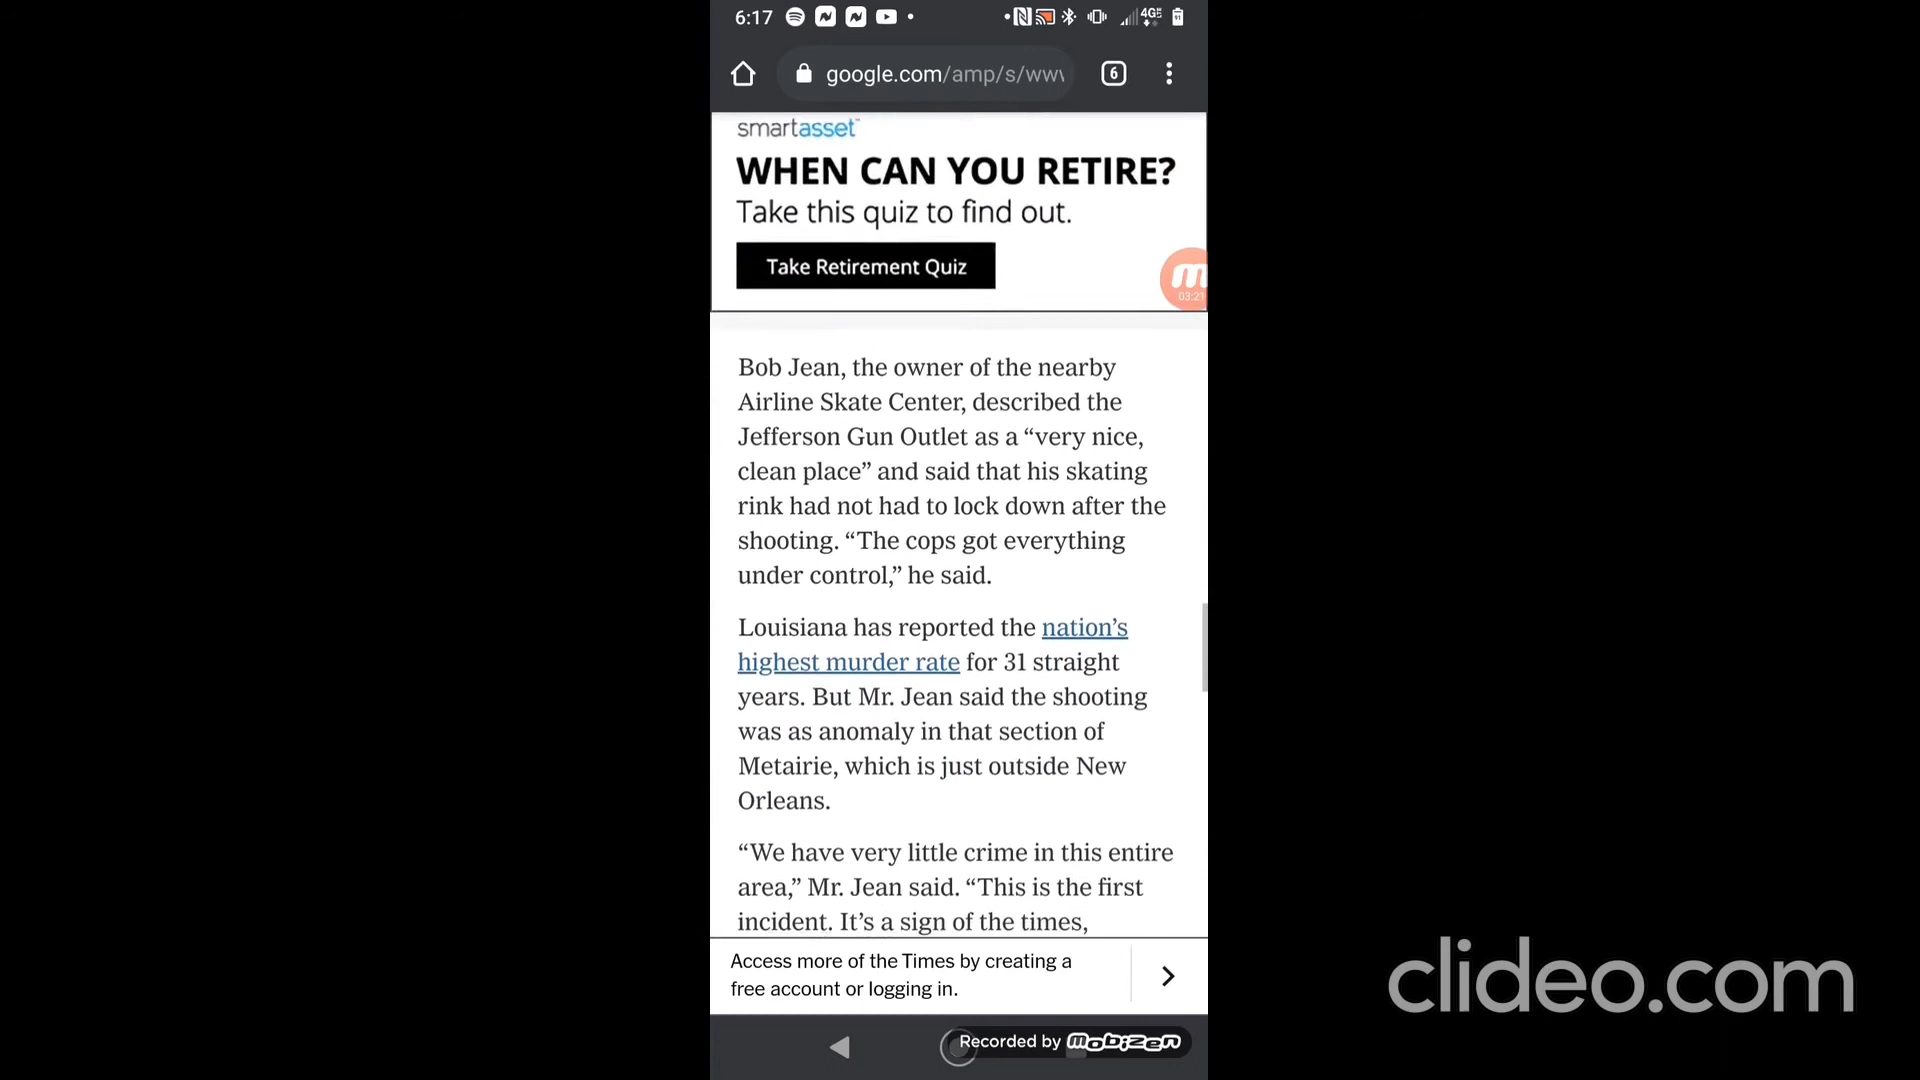 6:17
4GE
91
google.com/amp/s/www
6
smartasset
WHEN CAN YOU RETIRE?
Take this quiz to find out.
Take Retirement Quiz
03:21
Bob Jean, the owner of the nearby
Airline Skate Center, described the
Jefferson Gun Outlet as a “very nice,
clean place” and said that his skating
rink had not had to lock down after the
shooting. “The cops got everything
under control,” he said.
Louisiana has reported the nation’s
highest murder rate for 31 straight
years. But Mr. Jean said the shooting
was as anomaly in that section of
Metairie, which is just outside New
Orleans.
“We have very little crime in this entire
area,” Mr. Jean said. “This is the first
incident. It’s a sign of the times,
Access more of the Times by creating a
free account or logging in.
clideo.com
Recorded by mobizen